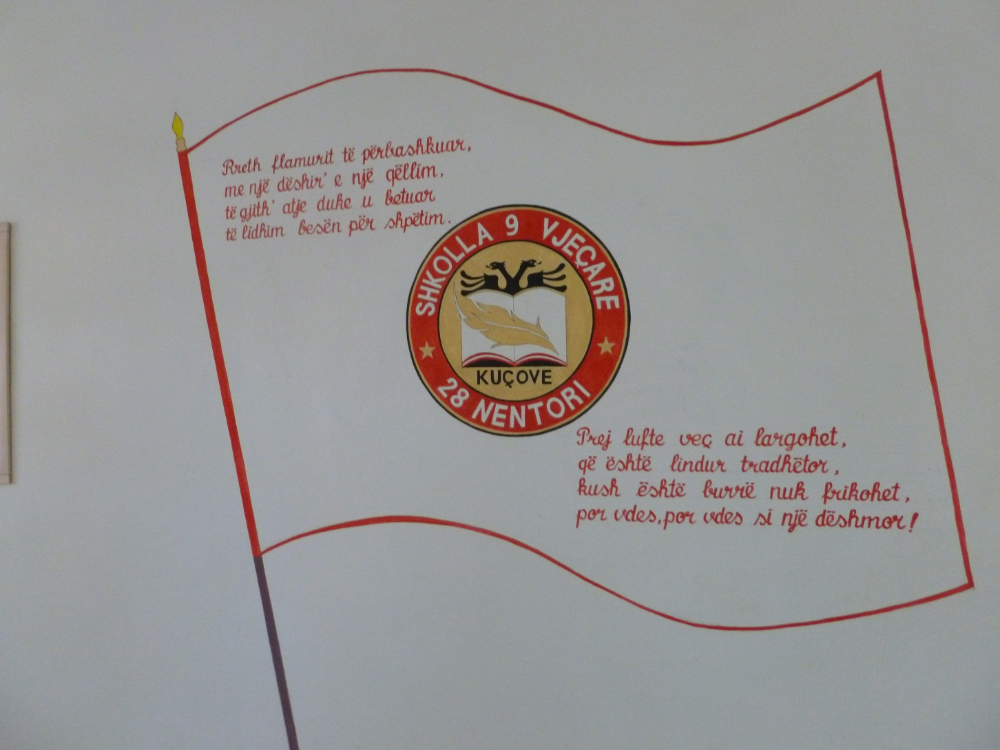 Rreth flamurit të përbashkuar,
me një dëshir' e një qëllim.
të gjith' atje duke u betuar
të lidhim besën për shpëtim.
SHKOLLA 9 VJEÇARE
KUÇOVE
28 NENTORI
Prej lufte veç ai largohet,
që është lindur tradhëtor,
kush është burrë nuk frikohet,
por vdes, por vdes si një dëshmor!